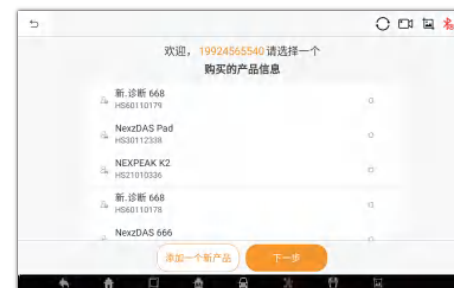 欢迎， 19924565540 请选择一个
购买的产品信息
新.诊断 668
HS60110179
NexzDAS Pad
HS30112338
NEXPEAK K2
HS21010336
新.诊断 668
HS60110178
NexzDAS 666
添加一个新产品
下一步